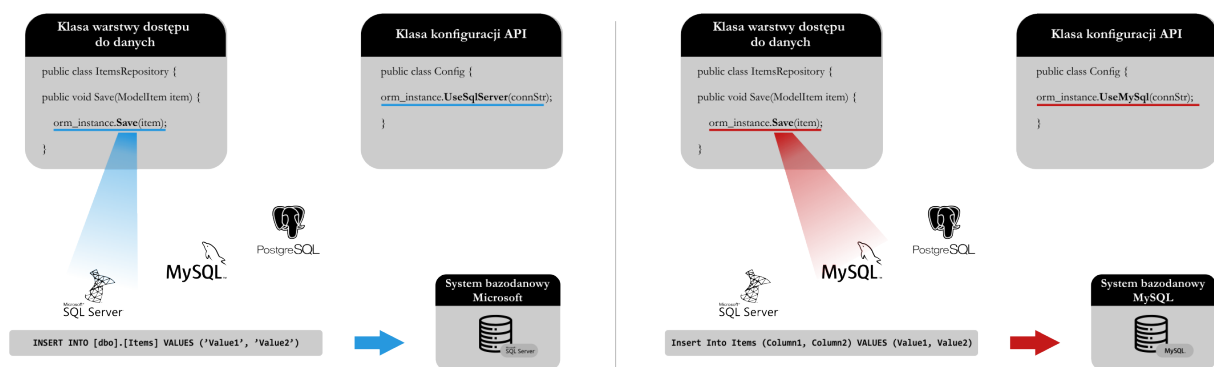 Klasa warstwy dostępu
do danych
public class ItemsRepository {
public void Save(ModelItem item) {
orm_instance.Save(item);
}
Klasa konfiguracji API
public class Config {
orm_instance.UseSqlServer(connStr);
}
PostgreSQL
MySQL
Microsoft
SQL Server
System bazodanowy
Microsoft
SQL Server
INSERT INTO [dbo].[Items] VALUES (’Value1’, ’Value2’)
Klasa warstwy dostępu
do danych
public class ItemsRepository {
public void Save(ModelItem item) {
orm_instance.Save(item);
}
Klasa konfiguracji API
public class Config {
orm_instance.UseMySql(connStr);
}
PostgreSQL
MySQL
Microsoft
SQL Server
System bazodanowy
MySQL
MySQL
Insert Into Items (Column1, Column2) VALUES (Value1, Value2)